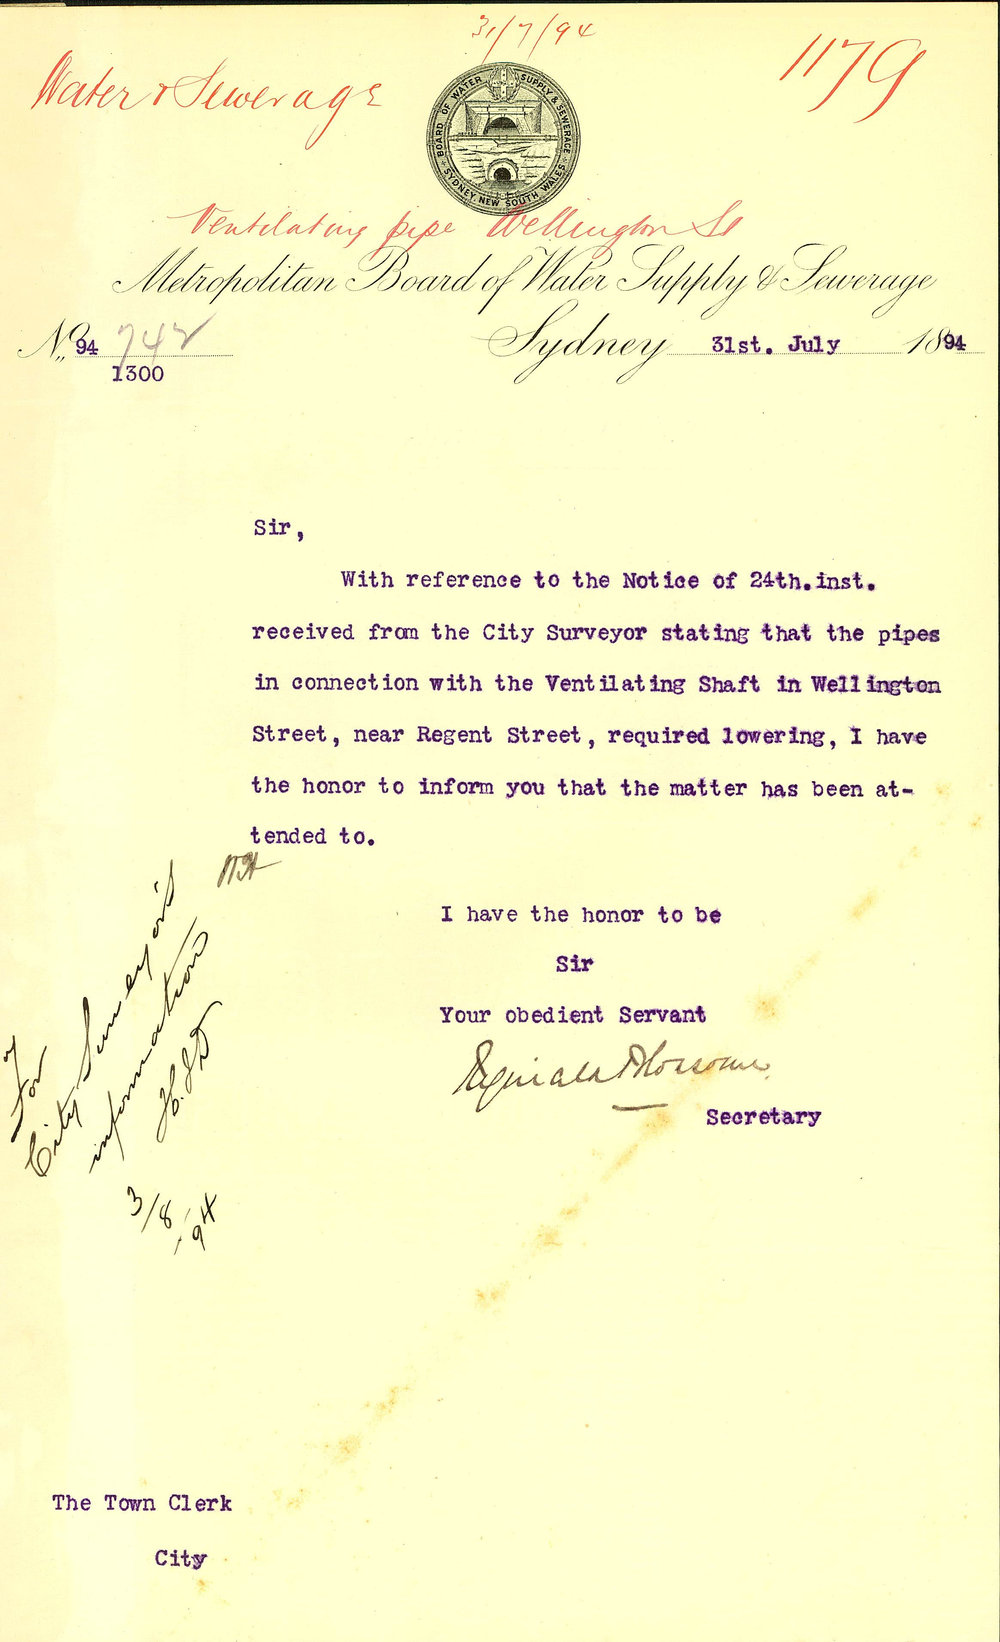 31/7/94
Water & Sewerage
1179
BOARD OF WATER SUPPLY & SEWERAGE
SYDNEY, NEW SOUTH WALES
Ventilating pipe Wellington St
Metropolitan Board of Water Supply & Sewerage
No. 94 742
1300
Sydney 31st. July 1894
Sir,
With reference to the Notice of 24th.inst.
received from the City Surveyor stating that the pipes
in connection with the Ventilating Shaft in Wellington
Street, near Regent Street, required lowering, I have
the honor to inform you that the matter has been at-
tended to.
I have the honor to be
Sir
Your obedient Servant
Reginald
Secretary
For
City Surveyor's
information
3/8/94
The Town Clerk
City